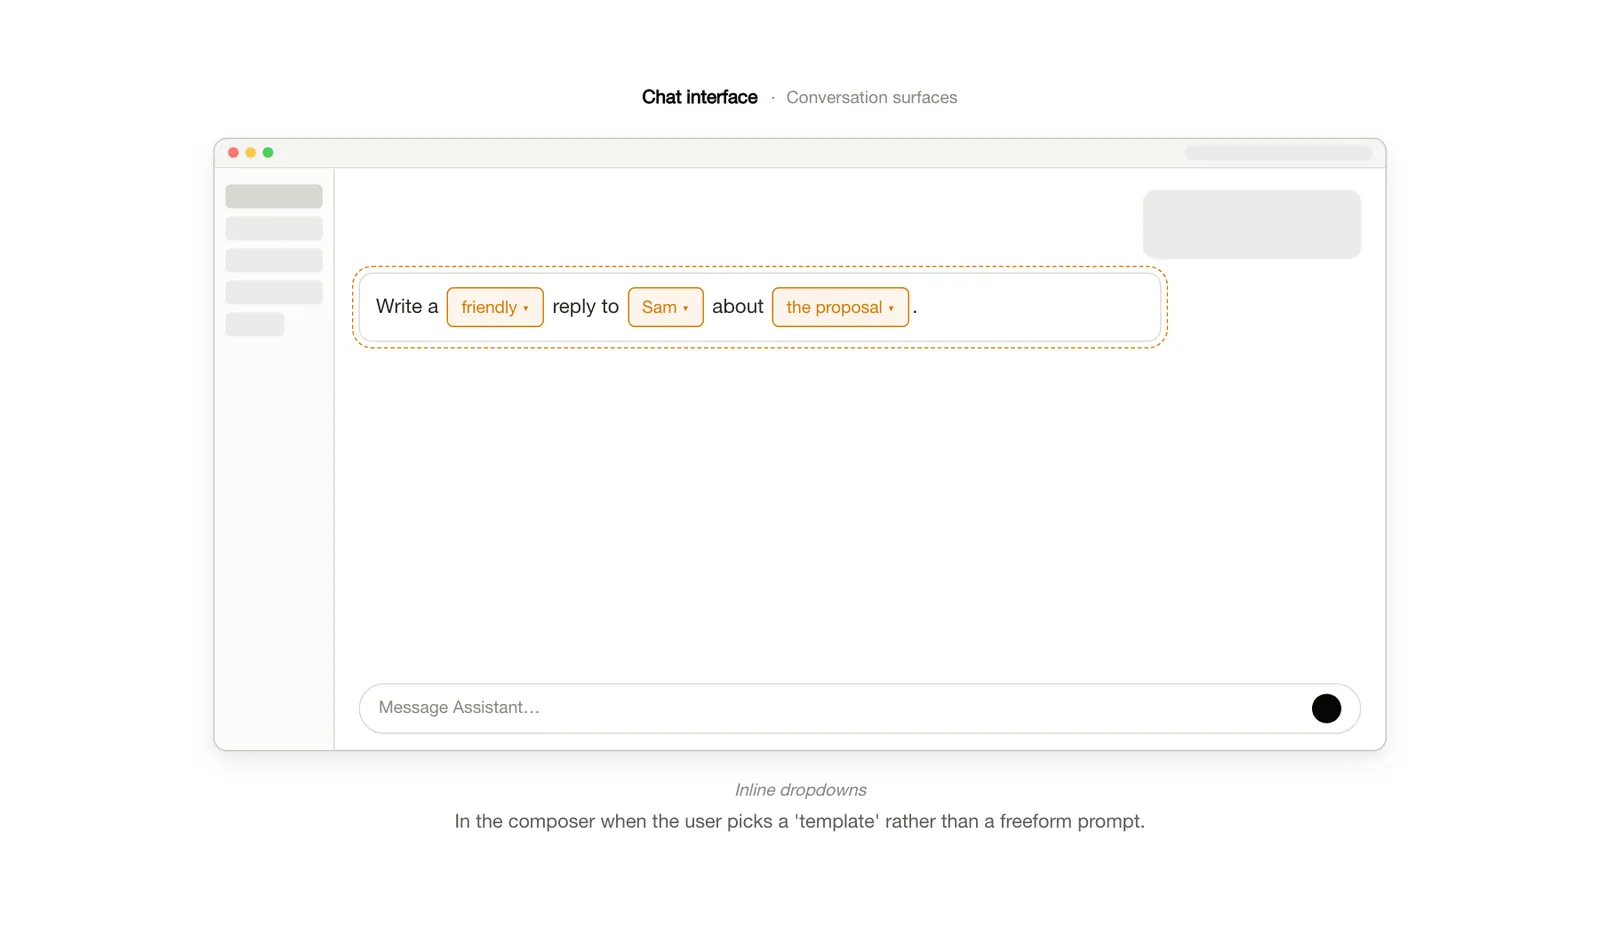 Chat interface · Conversation surfaces
Write a friendly ▾ reply to Sam ▾ about the proposal ▾ .
Message Assistant…
Inline dropdowns
In the composer when the user picks a 'template' rather than a freeform prompt.